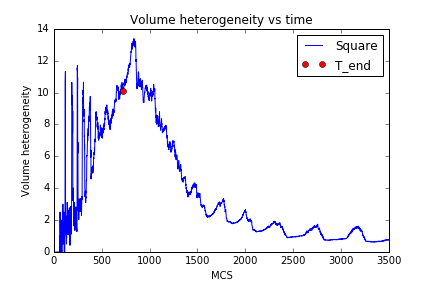 Volume heterogeneity vs time
Square
T_end
Volume heterogeneity
14
12
10
8
6
4
2
0
0 500 1000 1500 2000 2500 3000 3500
MCS